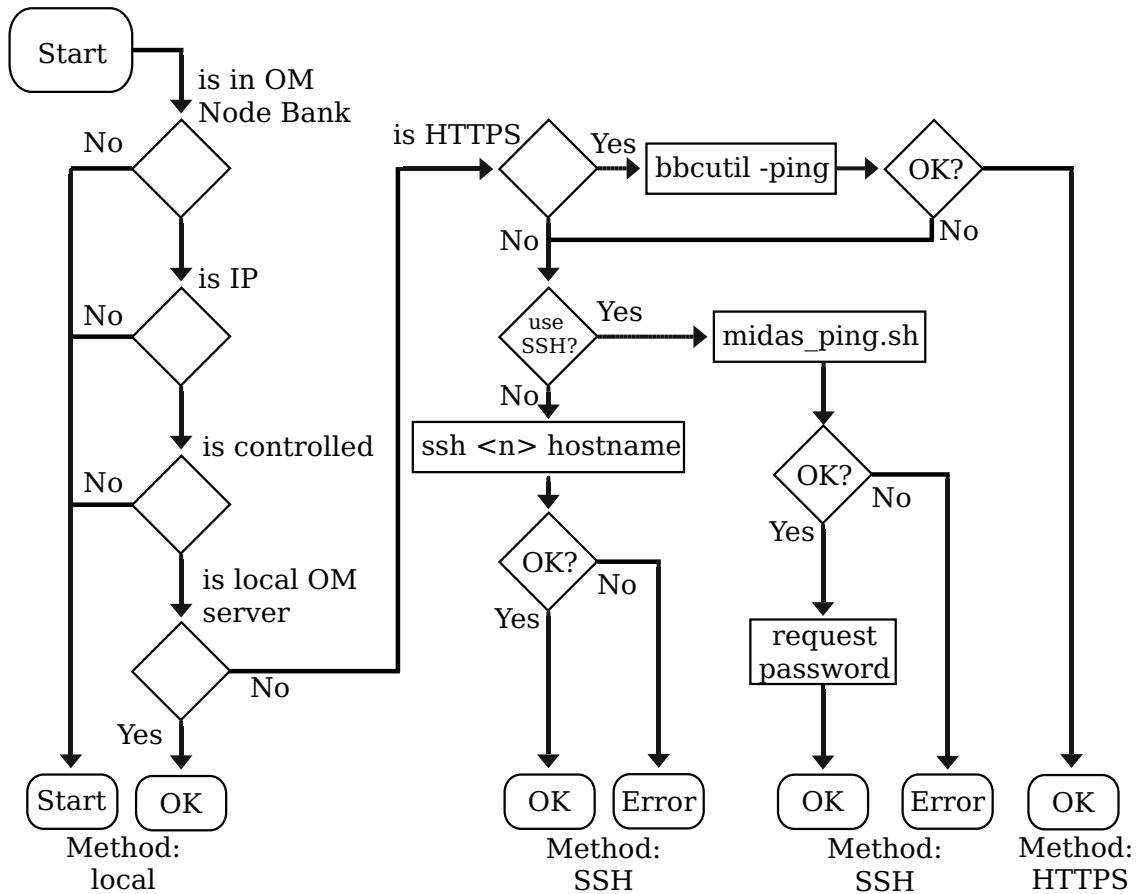 Start
is in OM
Node Bank
No
is HTTPS
Yes
bbcutil -ping
OK?
No
No
is IP
No
use
SSH?
Yes
midas_ping.sh
No
ssh <n> hostname
is controlled
No
OK?
No
Yes
OK?
No
Yes
is local OM
server
No
Yes
request
password
Start
OK
OK
Error
OK
Error
OK
Method:
local
Method:
SSH
Method:
SSH
Method:
HTTPS